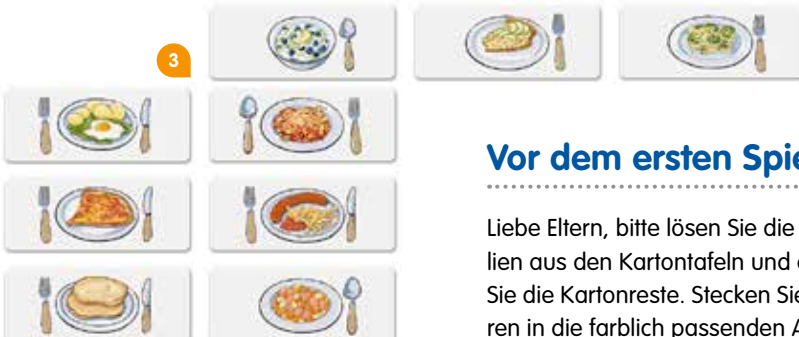 3
Vor dem ersten Spie
Liebe Eltern, bitte lösen Sie die
lien aus den Kartontafeln und
Sie die Kartonreste. Stecken Sie
ren in die farblich passenden A